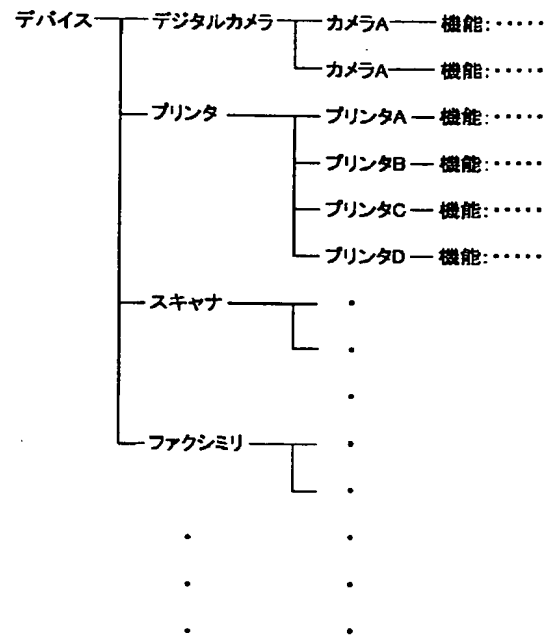 デバイス デジタルカメラ カメラA 機能:・・・・・
カメラA 機能:・・・・・
プリンタ プリンタA 機能:・・・・・
プリンタB 機能:・・・・・
プリンタC 機能:・・・・・
プリンタD 機能:・・・・・
スキャナ ・
・
・
ファクシミリ ・
・
・ ・
・ ・
・ ・